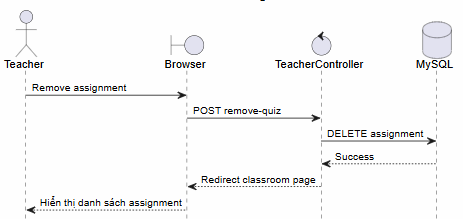 Teacher
Browser
TeacherController
MySQL
Remove assignment
POST remove-quiz
DELETE assignment
Success
Redirect classroom page
Hiển thị danh sách assignment